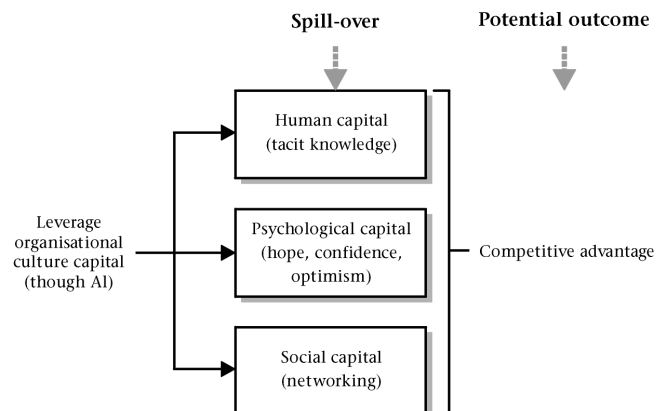 Spill-over
Potential outcome
Human capital
(tacit knowledge)
Leverage
organisational
culture capital
(though AI)
Psychological capital
(hope, confidence,
optimism)
Competitive advantage
Social capital
(networking)